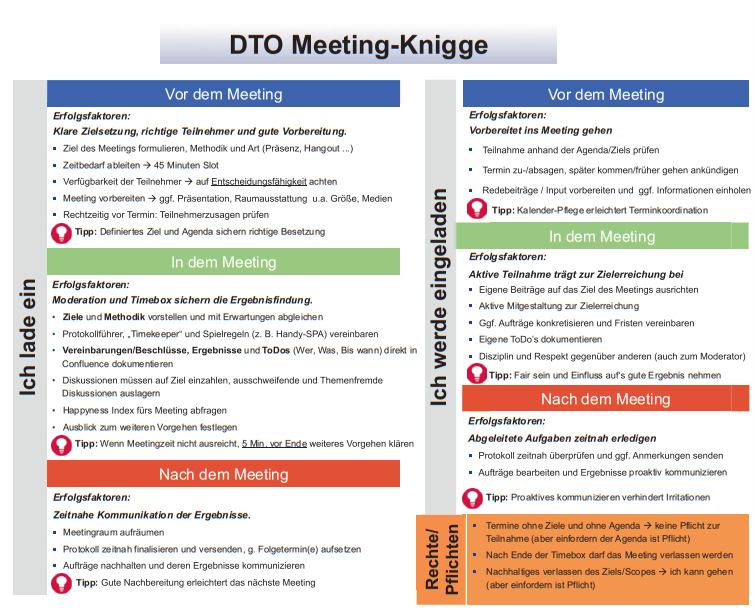 DTO Meeting-Knigge
Ich lade ein
Vor dem Meeting
Erfolgsfaktoren:
Klare Zielsetzung, richtige Teilnehmer und gute Vorbereitung.
▪ Ziel des Meetings formulieren, Methodik und Art (Präsenz, Hangout ...)
▪ Zeitbedarf ableiten → 45 Minuten Slot
▪ Verfügbarkeit der Teilnehmer → auf Entscheidungsfähigkeit achten
▪ Meeting vorbereiten → ggf. Präsentation, Raumausstattung u.a. Größe, Medien
▪ Rechtzeitig vor Termin: Teilnehmerzusagen prüfen
Tipp: Definiertes Ziel und Agenda sichern richtige Besetzung
In dem Meeting
Erfolgsfaktoren:
Moderation und Timebox sichern die Ergebnisfindung.
• Ziele und Methodik vorstellen und mit Erwartungen abgleichen
• Protokollführer, „Timekeeper“ und Spielregeln (z. B. Handy-SPA) vereinbaren
• Vereinbarungen/Beschlüsse, Ergebnisse und ToDos (Wer, Was, Bis wann) direkt in
Confluence dokumentieren
• Diskussionen müssen auf Ziel einzahlen, ausschweifende und Themenfremde
Diskussionen auslagern
• Happyness Index fürs Meeting abfragen
• Ausblick zum weiteren Vorgehen festlegen
Tipp: Wenn Meetingzeit nicht ausreicht, 5 Min. vor Ende weiteres Vorgehen klären
Nach dem Meeting
Erfolgsfaktoren:
Zeitnahe Kommunikation der Ergebnisse.
▪ Meetingraum aufräumen
▪ Protokoll zeitnah finalisieren und versenden, g. Folgetermin(e) aufsetzen
▪ Aufträge nachhalten und deren Ergebnisse kommunizieren
Tipp: Gute Nachbereitung erleichtert das nächste Meeting
Ich werde eingeladen
Vor dem Meeting
Erfolgsfaktoren:
Vorbereitet ins Meeting gehen
▪ Teilnahme anhand der Agenda/Ziels prüfen
▪ Termin zu-/absagen, später kommen/früher gehen ankündigen
▪ Redebeiträge / Input vorbereiten und ggf. Informationen einholen
Tipp: Kalender-Pflege erleichtert Terminkoordination
In dem Meeting
Erfolgsfaktoren:
Aktive Teilnahme trägt zur Zielerreichung bei
▪ Eigene Beiträge auf das Ziel des Meetings ausrichten
▪ Aktive Mitgestaltung zur Zielerreichung
▪ Ggf. Aufträge konkretisieren und Fristen vereinbaren
▪ Eigene ToDo's dokumentieren
▪ Disziplin und Respekt gegenüber anderen (auch zum Moderator)
Tipp: Fair sein und Einfluss auf's gute Ergebnis nehmen
Nach dem Meeting
Erfolgsfaktoren:
Abgeleitete Aufgaben zeitnah erledigen
▪ Protokoll zeitnah überprüfen und ggf. Anmerkungen senden
▪ Aufträge bearbeiten und Ergebnisse proaktiv kommunizieren
Tipp: Proaktives kommunizieren verhindert Irritationen
Rechte/
Pflichten
▪ Termine ohne Ziele und ohne Agenda → keine Pflicht zur
Teilnahme (aber einfordern der Agenda ist Pflicht)
▪ Nach Ende der Timebox darf das Meeting verlassen werden
▪ Nachhaltiges verlassen des Ziels/Scopes → ich kann gehen
(aber einfordern ist Pflicht)